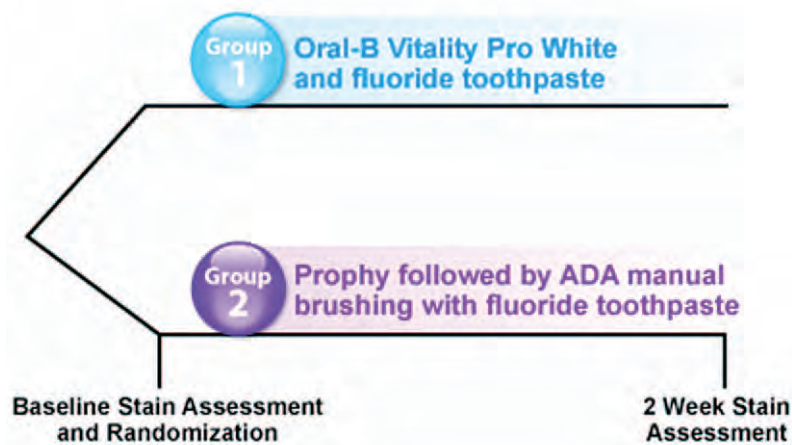 Group
1
Oral-B Vitality Pro White
and fluoride toothpaste
Group
2
Prophy followed by ADA manual
brushing with fluoride toothpaste
Baseline Stain Assessment
and Randomization
2 Week Stain
Assessment